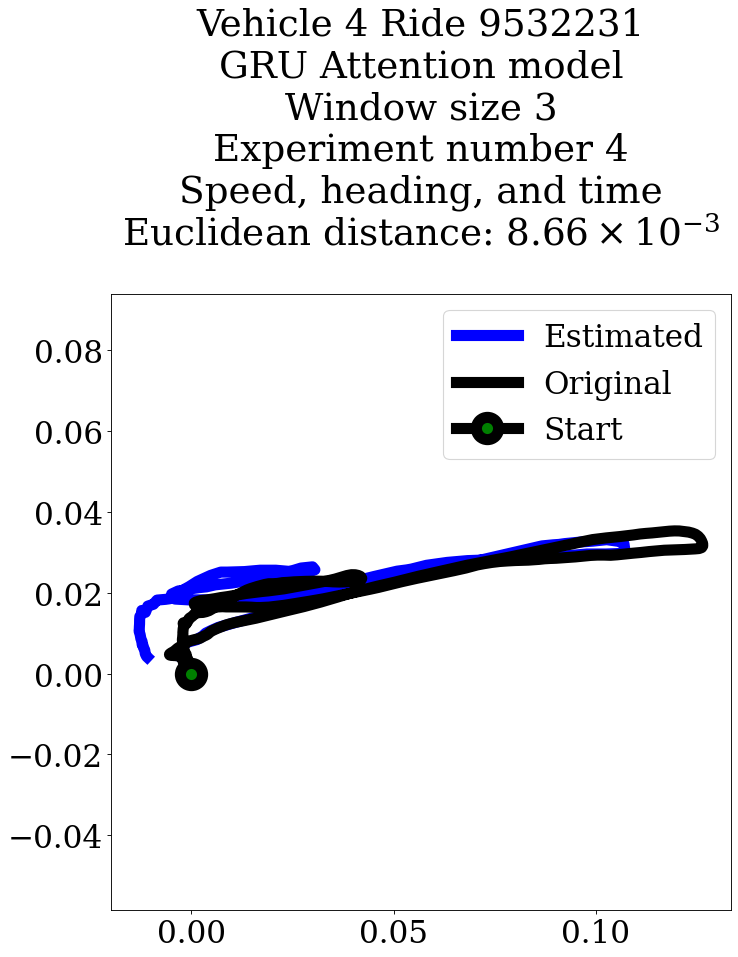 Vehicle 4 Ride 9532231
GRU Attention model
Window size 3
Experiment number 4
Speed, heading, and time
Euclidean distance: 8.66 × 10⁻³
Estimated
Original
Start
0.08
0.06
0.04
0.02
0.00
−0.02
−0.04
0.00 0.05 0.10